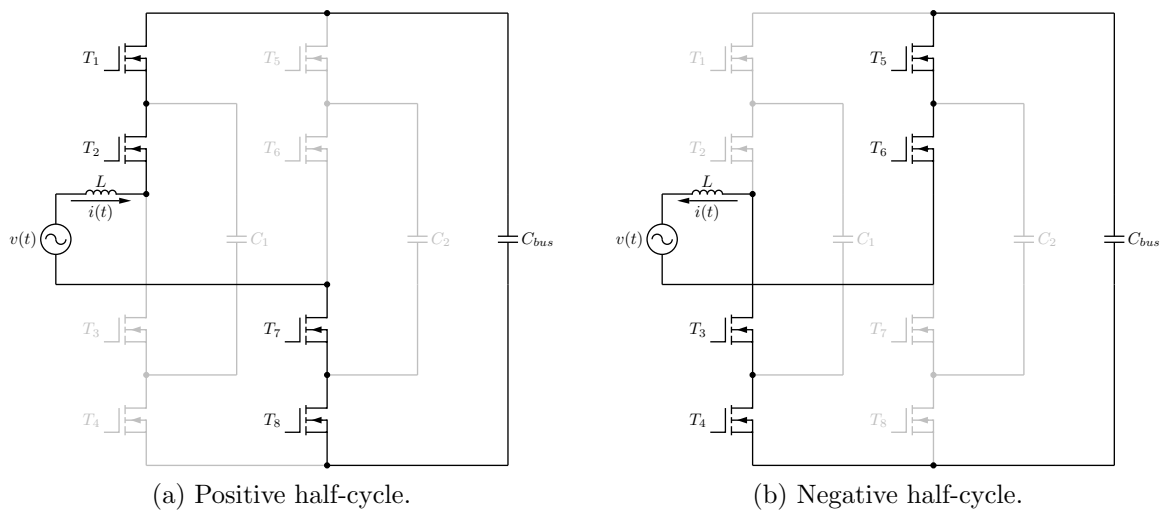 T1
T5
T2
T6
L
i(t)
v(t)
C1
C2
Cbus
T3
T7
T4
T8
(a) Positive half-cycle.
T1
T5
T2
T6
L
i(t)
v(t)
C1
C2
Cbus
T3
T7
T4
T8
(b) Negative half-cycle.